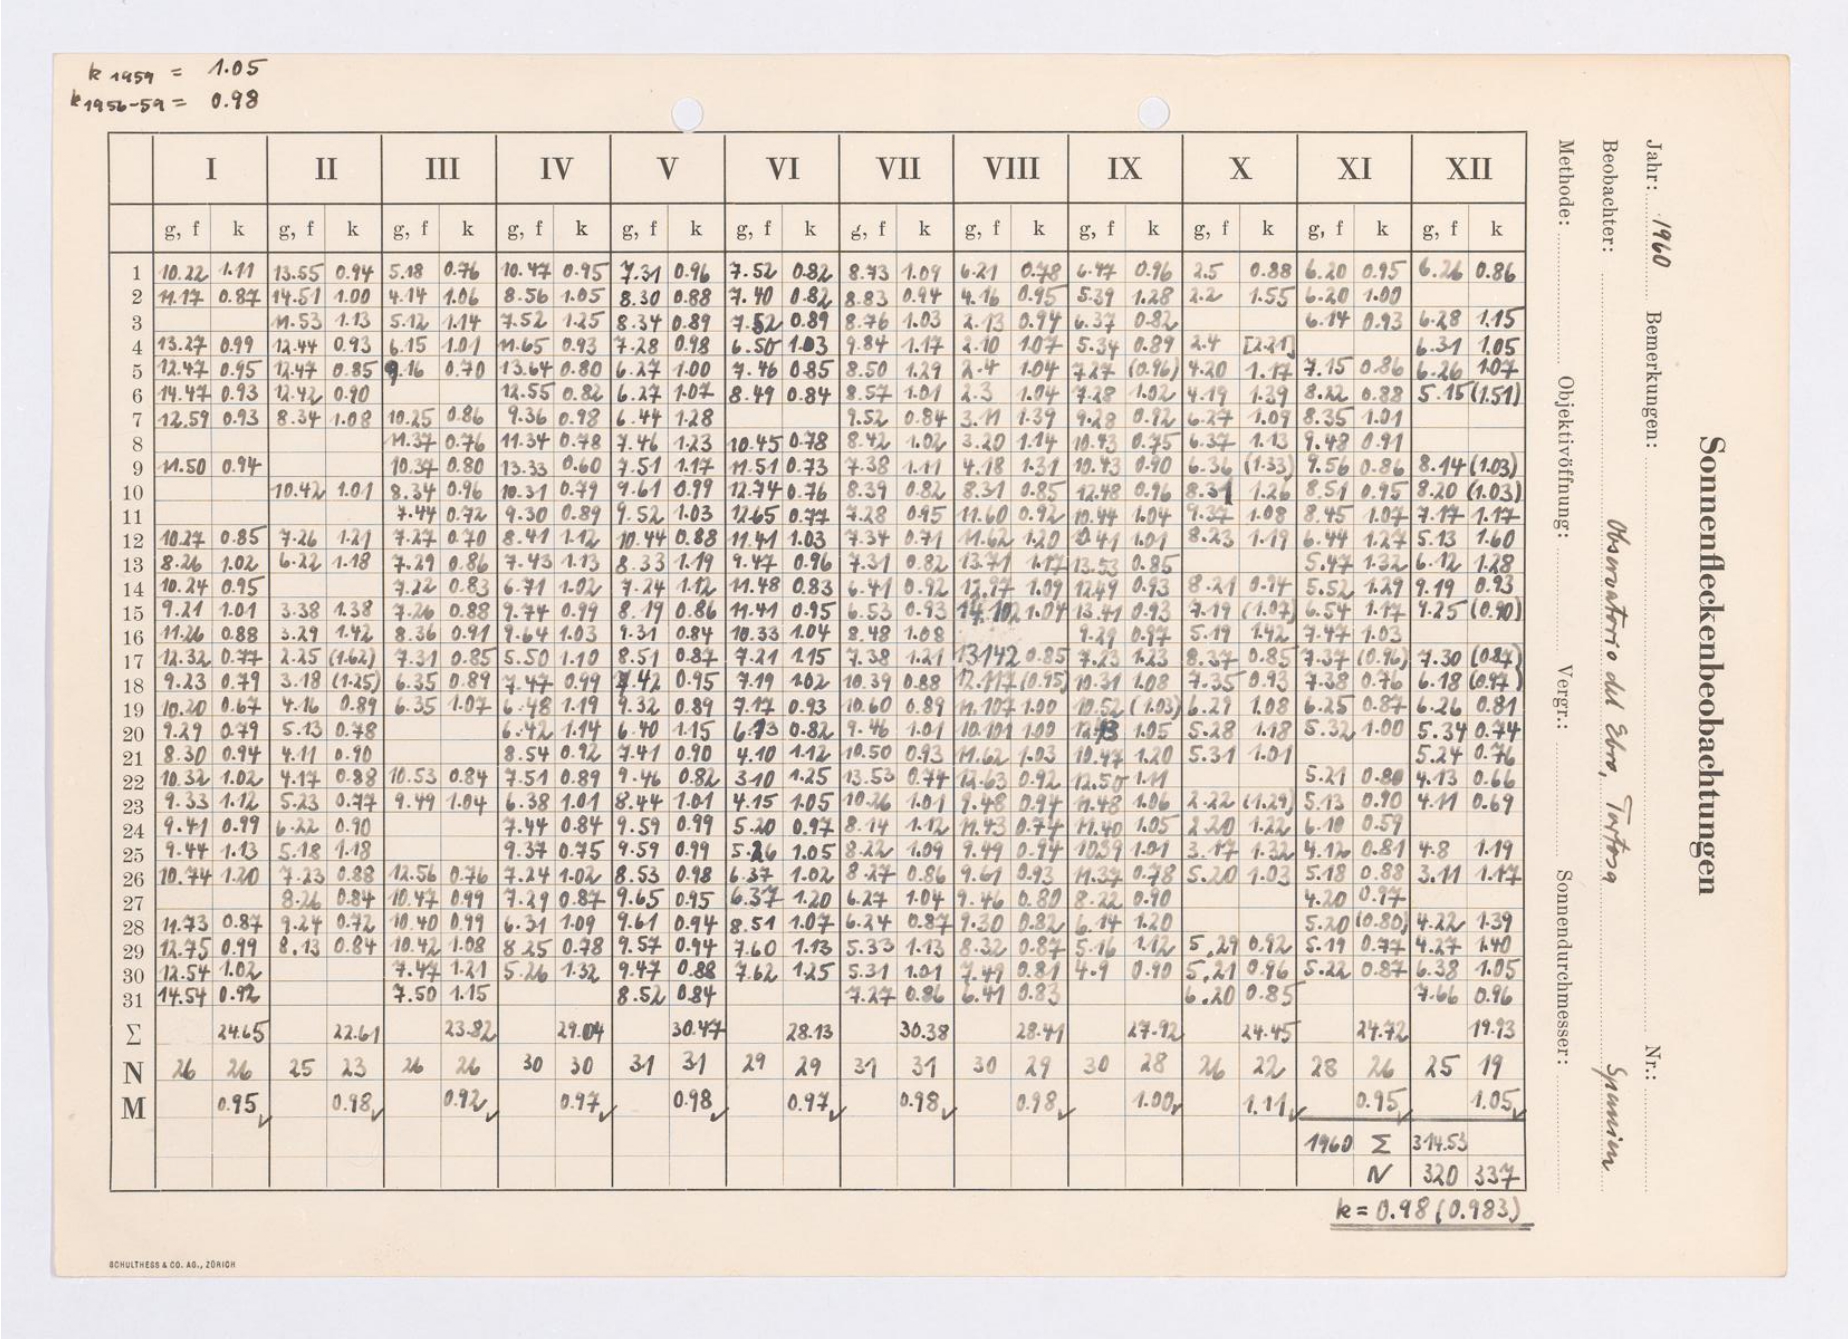 k 1959 = 1.05
k 1956-59 = 0.98
I II III IV V VI VII VIII IX X XI XII
g, f k g, f k g, f k g, f k g, f k g, f k g, f k g, f k g, f k g, f k g, f k g, f k
1 10.22 1.11 13.55 0.94 5.18 0.76 10.47 0.95 7.31 0.96 7.52 0.82 8.73 1.09 6.21 0.78 6.47 0.96 2.5 0.88 6.20 0.95 6.26 0.86
2 11.17 0.87 14.51 1.00 4.14 1.06 8.56 1.05 8.30 0.88 7.40 0.82 8.83 0.94 4.16 0.95 5.39 1.28 2.2 1.55 6.20 1.00
3 11.53 1.13 5.12 1.14 7.52 1.25 8.34 0.89 7.52 0.89 8.76 1.03 2.13 0.94 6.37 0.82 6.14 0.93 6.28 1.15
4 13.27 0.99 12.44 0.93 6.15 1.01 11.65 0.93 7.28 0.98 6.50 1.03 9.84 1.17 2.10 1.07 5.34 0.89 2.4 [2.21] 6.31 1.05
5 12.47 0.95 12.47 0.85 9.16 0.70 13.64 0.80 6.27 1.00 7.46 0.85 8.50 1.29 2.4 1.04 7.27 (0.96) 4.20 1.17 7.15 0.86 6.26 1.07
6 14.47 0.93 12.42 0.90 12.55 0.82 6.27 1.07 8.49 0.84 8.57 1.01 2.3 1.04 7.28 1.02 4.19 1.39 8.22 0.88 5.15 (1.51)
7 12.59 0.93 8.34 1.08 10.25 0.86 9.36 0.98 6.44 1.28 9.52 0.84 3.11 1.39 9.28 0.92 6.27 1.09 8.35 1.01
8 11.37 0.76 11.34 0.78 7.46 1.23 10.45 0.78 8.42 1.02 3.20 1.14 10.43 0.75 6.37 1.13 9.48 0.91
9 11.50 0.94 10.37 0.80 13.33 0.60 7.51 1.17 11.51 0.73 7.38 1.11 4.18 1.31 10.43 0.90 6.36 (1.33) 9.56 0.86 8.14 (1.03)
10 10.42 1.01 8.34 0.96 10.31 0.79 9.61 0.99 12.74 0.76 8.39 0.82 8.31 0.85 12.48 0.96 8.31 1.26 8.51 0.95 8.20 (1.03)
11 7.44 0.72 9.30 0.89 9.52 1.03 12.65 0.77 7.28 0.95 11.60 0.92 10.44 1.04 9.37 1.08 8.45 1.07 7.17 1.17
12 10.27 0.85 7.26 1.21 7.27 0.70 8.41 1.12 10.44 0.88 11.41 1.03 7.34 0.71 11.62 1.20 0.41 1.01 8.23 1.19 6.44 1.27 5.13 1.60
13 8.26 1.02 6.22 1.18 7.29 0.86 7.43 1.13 8.33 1.19 9.47 0.96 7.31 0.82 13.71 1.17 13.53 0.85 5.47 1.32 6.12 1.28
14 10.24 0.95 7.22 0.83 6.71 1.02 7.24 1.12 11.48 0.83 6.41 0.92 12.97 1.09 12.49 0.93 8.21 0.94 5.52 1.29 9.19 0.93
15 9.21 1.01 3.38 1.38 7.26 0.88 9.74 0.99 8.19 0.86 11.41 0.95 6.53 0.93 14.102 1.04 13.41 0.93 7.19 (1.07) 6.54 1.17 9.25 (0.90)
16 11.26 0.88 3.29 1.42 8.36 0.91 9.64 1.03 9.31 0.84 10.33 1.04 8.48 1.08 9.29 0.97 5.19 1.42 7.47 1.03
17 12.32 0.77 2.25 (1.62) 7.31 0.85 5.50 1.10 8.51 0.87 7.21 1.15 7.38 1.21 13.142 0.85 7.23 1.23 8.37 0.85 7.37 (0.96) 7.30 (0.87)
18 9.23 0.79 3.18 (1.25) 6.35 0.89 7.47 0.99 7.42 0.95 7.19 1.02 10.39 0.88 12.117 (0.95) 10.31 1.08 7.35 0.93 7.38 0.76 6.18 (0.97)
19 10.20 0.67 4.16 0.89 6.35 1.07 6.48 1.19 9.32 0.89 7.17 0.93 10.60 0.89 11.107 1.00 10.52 (1.03) 6.29 1.08 6.25 0.87 6.26 0.81
20 9.29 0.79 5.13 0.78 6.42 1.14 6.40 1.15 6.13 0.82 9.46 1.01 10.101 1.00 1.05 5.28 1.18 5.32 1.00 5.34 0.74
21 8.30 0.94 4.11 0.90 8.54 0.92 7.41 0.90 4.10 1.12 10.50 0.93 11.62 1.03 10.47 1.20 5.31 1.01 5.24 0.76
22 10.32 1.02 4.17 0.88 10.53 0.84 7.51 0.89 9.46 0.82 3.10 1.25 13.53 0.74 12.63 0.92 12.50 1.11 5.21 0.80 4.13 0.66
23 9.33 1.12 5.23 0.77 9.49 1.04 6.38 1.01 8.44 1.01 4.15 1.05 10.26 1.01 9.48 0.94 11.48 1.06 2.22 (1.29) 5.13 0.90 4.11 0.69
24 9.41 0.99 6.22 0.90 7.44 0.84 9.59 0.99 5.20 0.97 8.14 1.12 11.43 0.74 11.40 1.05 2.20 1.22 6.10 0.59
25 9.44 1.13 5.18 1.18 9.37 0.75 9.59 0.99 5.26 1.05 8.22 1.09 9.49 0.94 10.39 1.01 3.17 1.32 4.12 0.81 4.8 1.19
26 10.74 1.20 7.23 0.88 12.56 0.76 7.24 1.02 8.53 0.98 6.37 1.02 8.27 0.86 9.61 0.93 11.37 0.78 5.20 1.03 5.18 0.88 3.11 1.17
27 8.26 0.84 10.47 0.99 7.29 0.87 9.65 0.95 6.37 1.20 6.27 1.04 9.46 0.80 8.22 0.90 4.20 0.97
28 11.73 0.87 9.24 0.72 10.40 0.99 6.31 1.09 9.61 0.94 8.51 1.07 6.24 0.87 9.30 0.82 6.14 1.20 5.20 (0.80) 4.22 1.39
29 12.75 0.99 8.13 0.84 10.42 1.08 8.25 0.78 9.57 0.94 7.60 1.13 5.33 1.13 8.32 0.87 5.16 1.12 5,29 0.92 5.19 0.77 4.27 1.40
30 12.54 1.02 7.47 1.21 5.26 1.32 9.47 0.88 7.62 1.25 5.31 1.01 7.49 0.81 4.9 0.90 5,21 0.96 5.22 0.87 6.38 1.05
31 14.54 0.92 7.50 1.15 8.52 0.84 7.27 0.86 6.41 0.83 6.20 0.85 7.66 0.96
Σ 24.65 22.61 23.82 29.04 30.47 28.13 30.38 28.41 27.92 24.45 24.72 19.93
N 26 26 25 23 26 26 30 30 31 31 29 29 31 31 30 29 30 28 26 22 28 26 25 19
M 0.95 0.98 0.92 0.97 0.98 0.97 0.98 0.98 1.00 1.11 0.95 1.05
1960 Σ 314.53
N 320 337
k = 0.98 (0.983)
SCHULTHESS & CO. AG., ZÜRICH
Sonnenfleckenbeobachtungen
Jahr: 1960 Bemerkungen: Nr.:
Beobachter: Observatorio del Ebro, Tortosa Spanien
Methode: Objektivöffnung: Vergr.: Sonnendurchmesser: